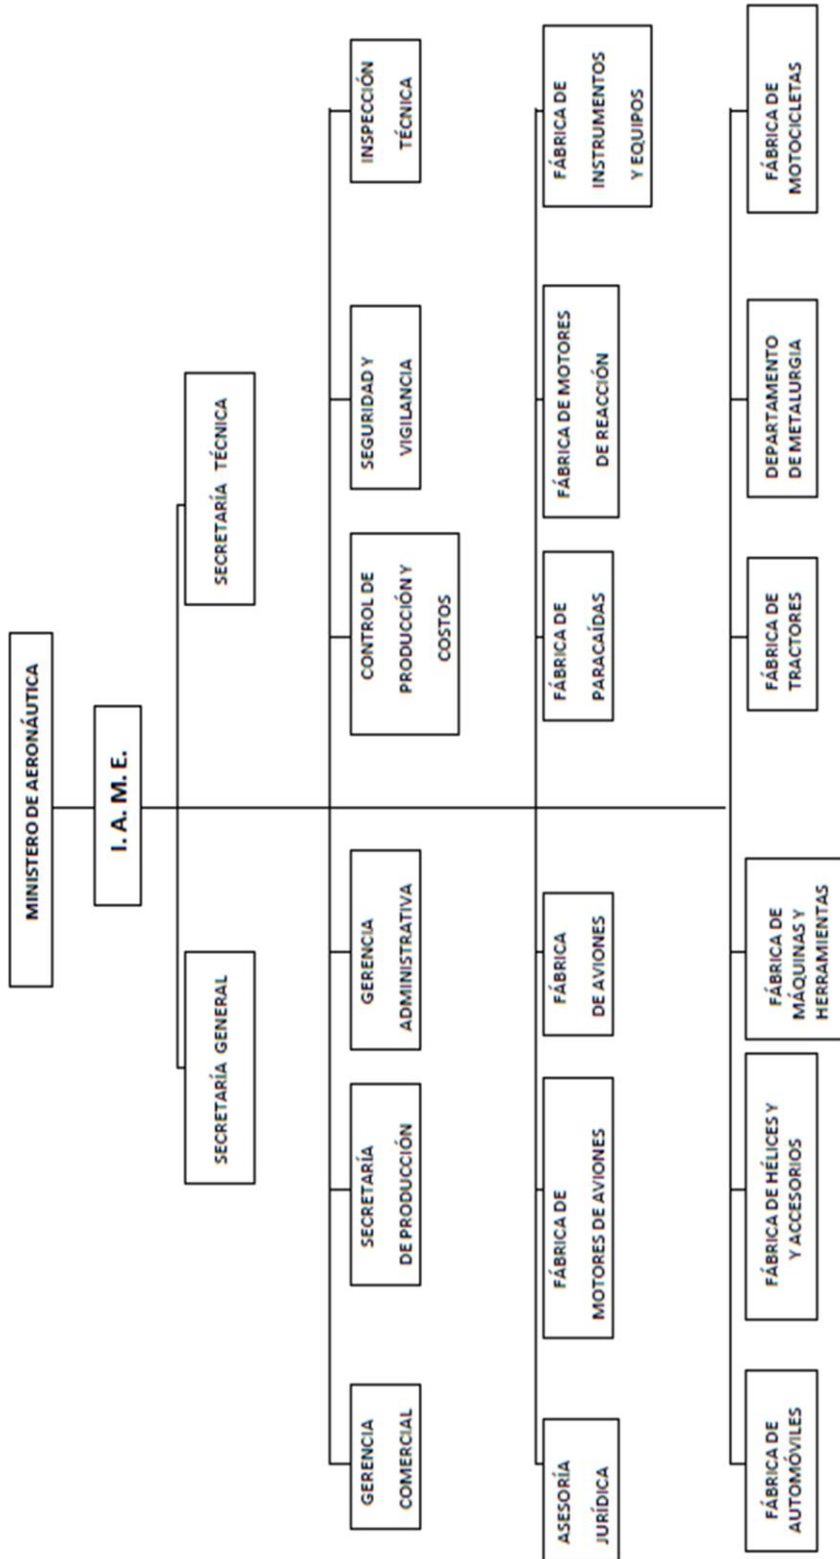 MINISTERO DE AERONÁUTICA
I. A. M. E.
SECRETARÍA GENERAL
SECRETARÍA TÉCNICA
GERENCIA
COMERCIAL
SECRETARÍA
DE PRODUCCIÓN
GERENCIA
ADMINISTRATIVA
CONTROL DE
PRODUCCIÓN Y
COSTOS
SEGURIDAD Y
VIGILANCIA
INSPECCIÓN
TÉCNICA
ASESORÍA
JURÍDICA
FÁBRICA DE
MOTORES DE AVIONES
FÁBRICA
DE AVIONES
FÁBRICA DE
PARACAÍDAS
FÁBRICA DE MOTORES
DE REACCIÓN
FÁBRICA DE
INSTRUMENTOS
Y EQUIPOS
FÁBRICA DE
AUTOMÓVILES
FÁBRICA DE HÉLICES Y
Y ACCESORIOS
FÁBRICA DE
MÁQUINAS Y
HERRAMIENTAS
FÁBRICA DE
TRACTORES
DEPARTAMENTO
DE METALURGIA
FÁBRICA DE
MOTOCICLETAS